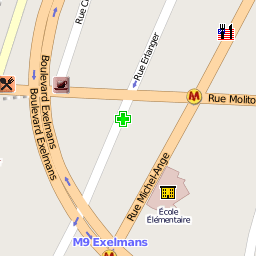 Rue C
Rue Erlanger
Boulevard Exelmans
Boulevard Exelmans
M
Rue Molito
Rue Michel-Ange
École
Élémentaire
M9 Exelmans
M